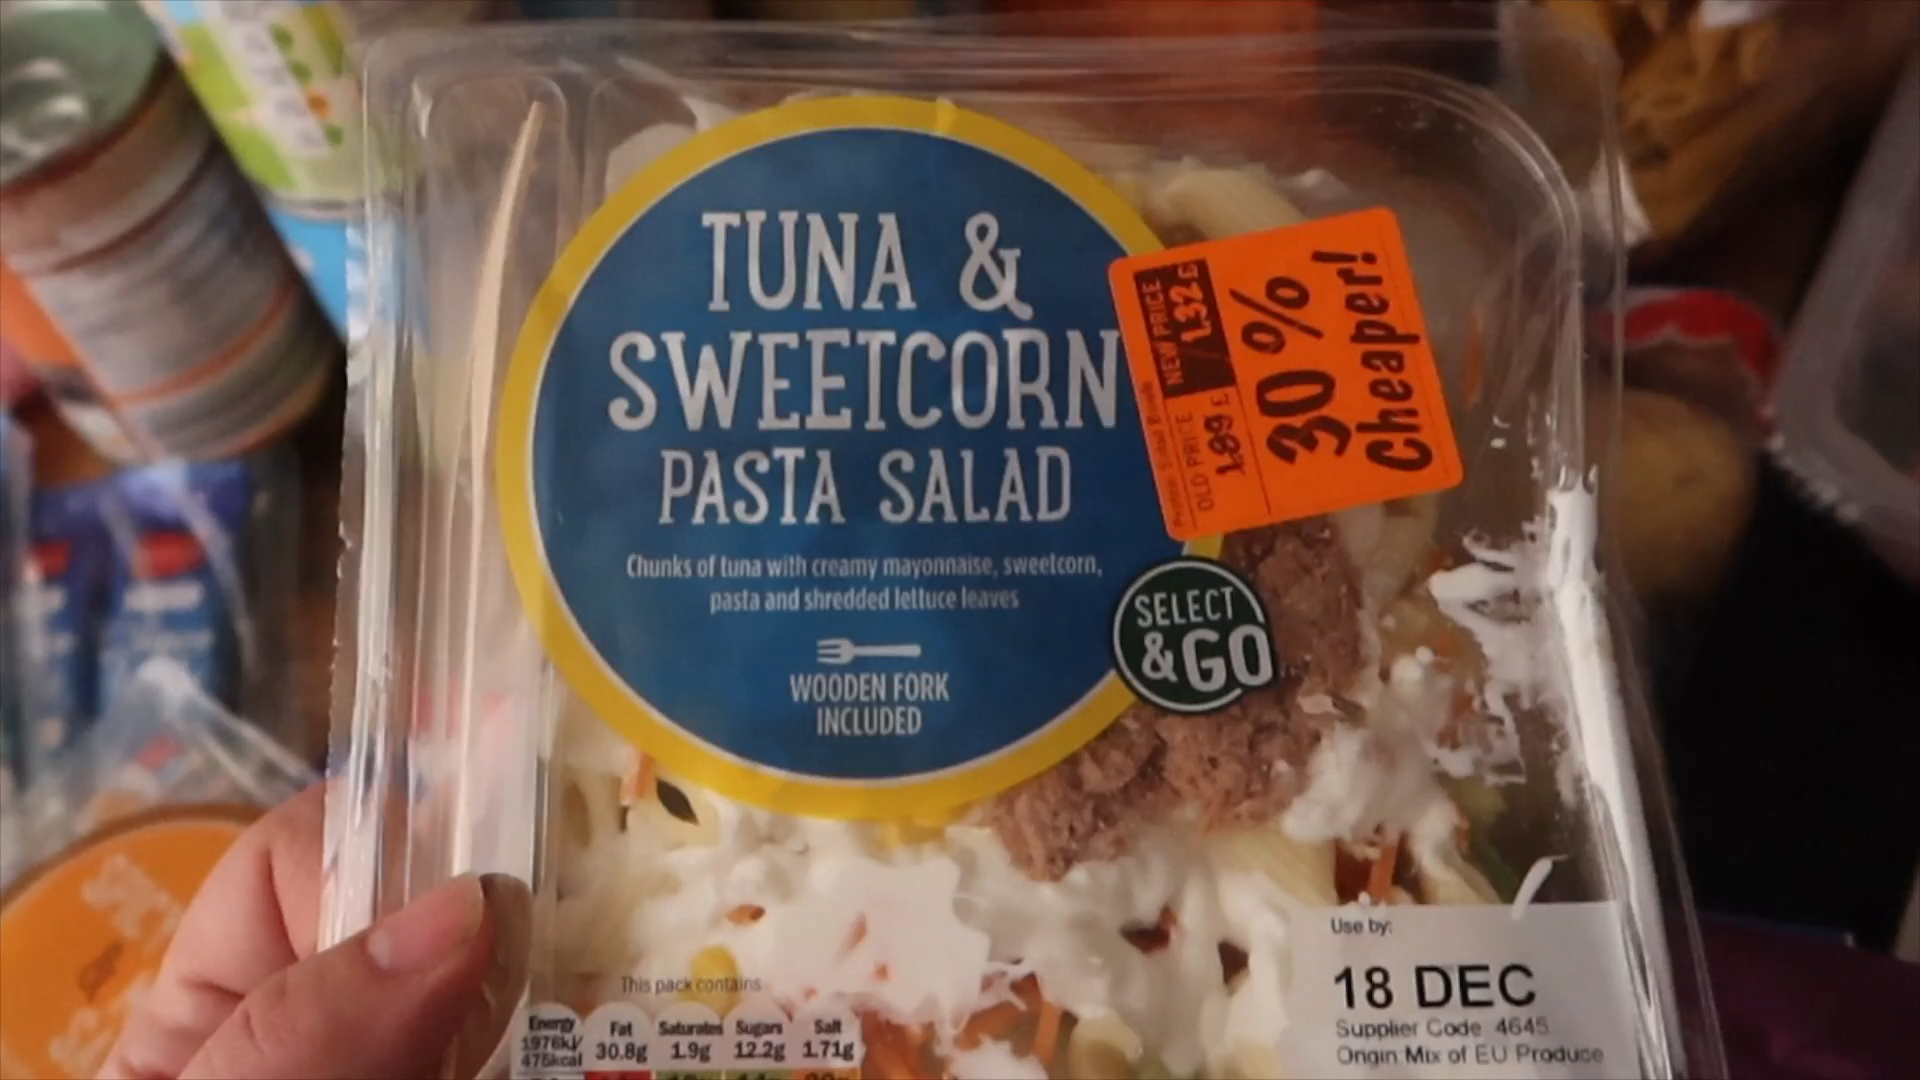 TUNA &
SWEETCORN
PASTA SALAD
Chunks of tuna with creamy mayonnaise, sweetcorn,
pasta and shredded lettuce leaves
WOODEN FORK
INCLUDED
NEW PRICE
1.32 £
OLD PRICE
1.89 £
30 %
Cheaper!
SELECT
&GO
Use by:
18 DEC
Supplier Code 4645
Origin Mix of EU Produce
This pack contains
Energy Fat Saturates Sugars Salt
1976kJ 30.8g 1.9g 12.2g 1.71g
475kcal